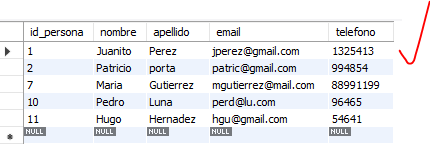 id_persona nombre apellido email telefono
1 Juanito Perez jperez@gmail.com 1325413
2 Patricio porta patric@gmail.com 994854
7 Maria Gutierrez mgutierrez@mail.com 88991199
10 Pedro Luna perd@lu.com 96465
11 Hugo Hernadez hgu@gmail.com 54641
NULL NULL NULL NULL NULL